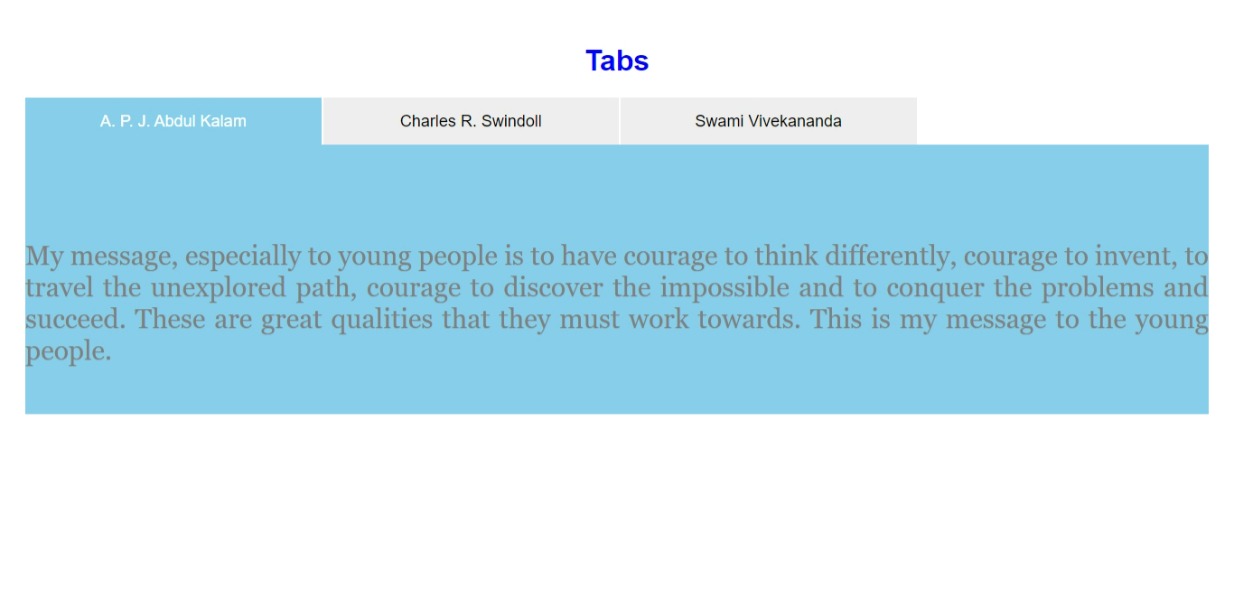 Tabs
A. P. J. Abdul Kalam
Charles R. Swindoll
Swami Vivekananda
My message, especially to young people is to have courage to think differently, courage to invent, to
travel the unexplored path, courage to discover the impossible and to conquer the problems and
succeed. These are great qualities that they must work towards. This is my message to the young
people.